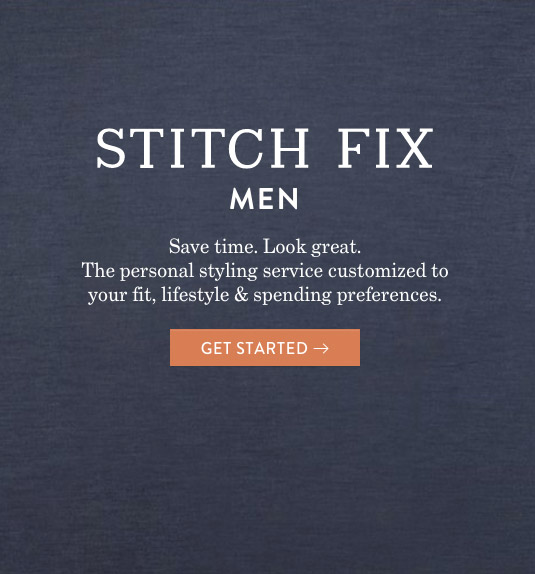 STITCH FIX
MEN
Save time. Look great.
The personal styling service customized to
your fit, lifestyle & spending preferences.
GET STARTED →